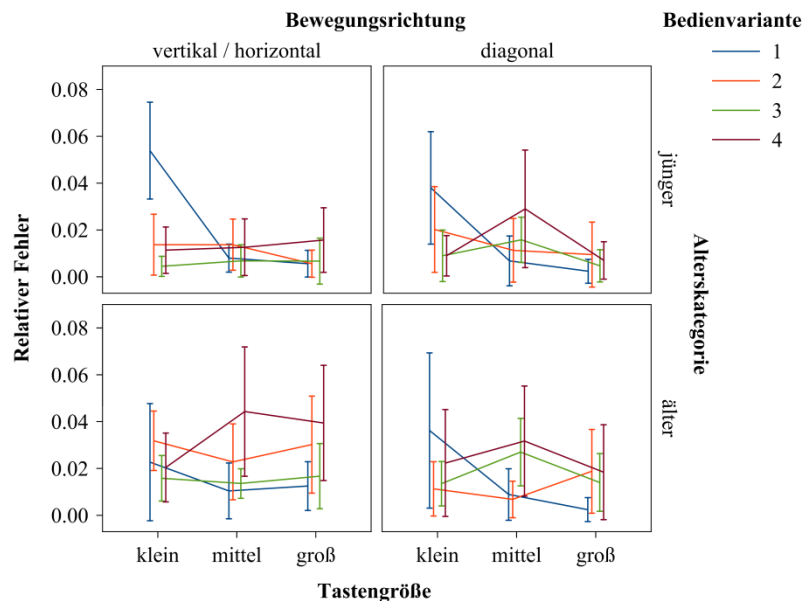 Bewegungsrichtung
Bedienvariante
vertikal / horizontal
diagonal
1
2
3
4
0.08
0.06
0.04
0.02
0.00
jünger
0.08
0.06
0.04
0.02
0.00
älter
Relativer Fehler
Alterskategorie
klein mittel groß
klein mittel groß
Tastengröße